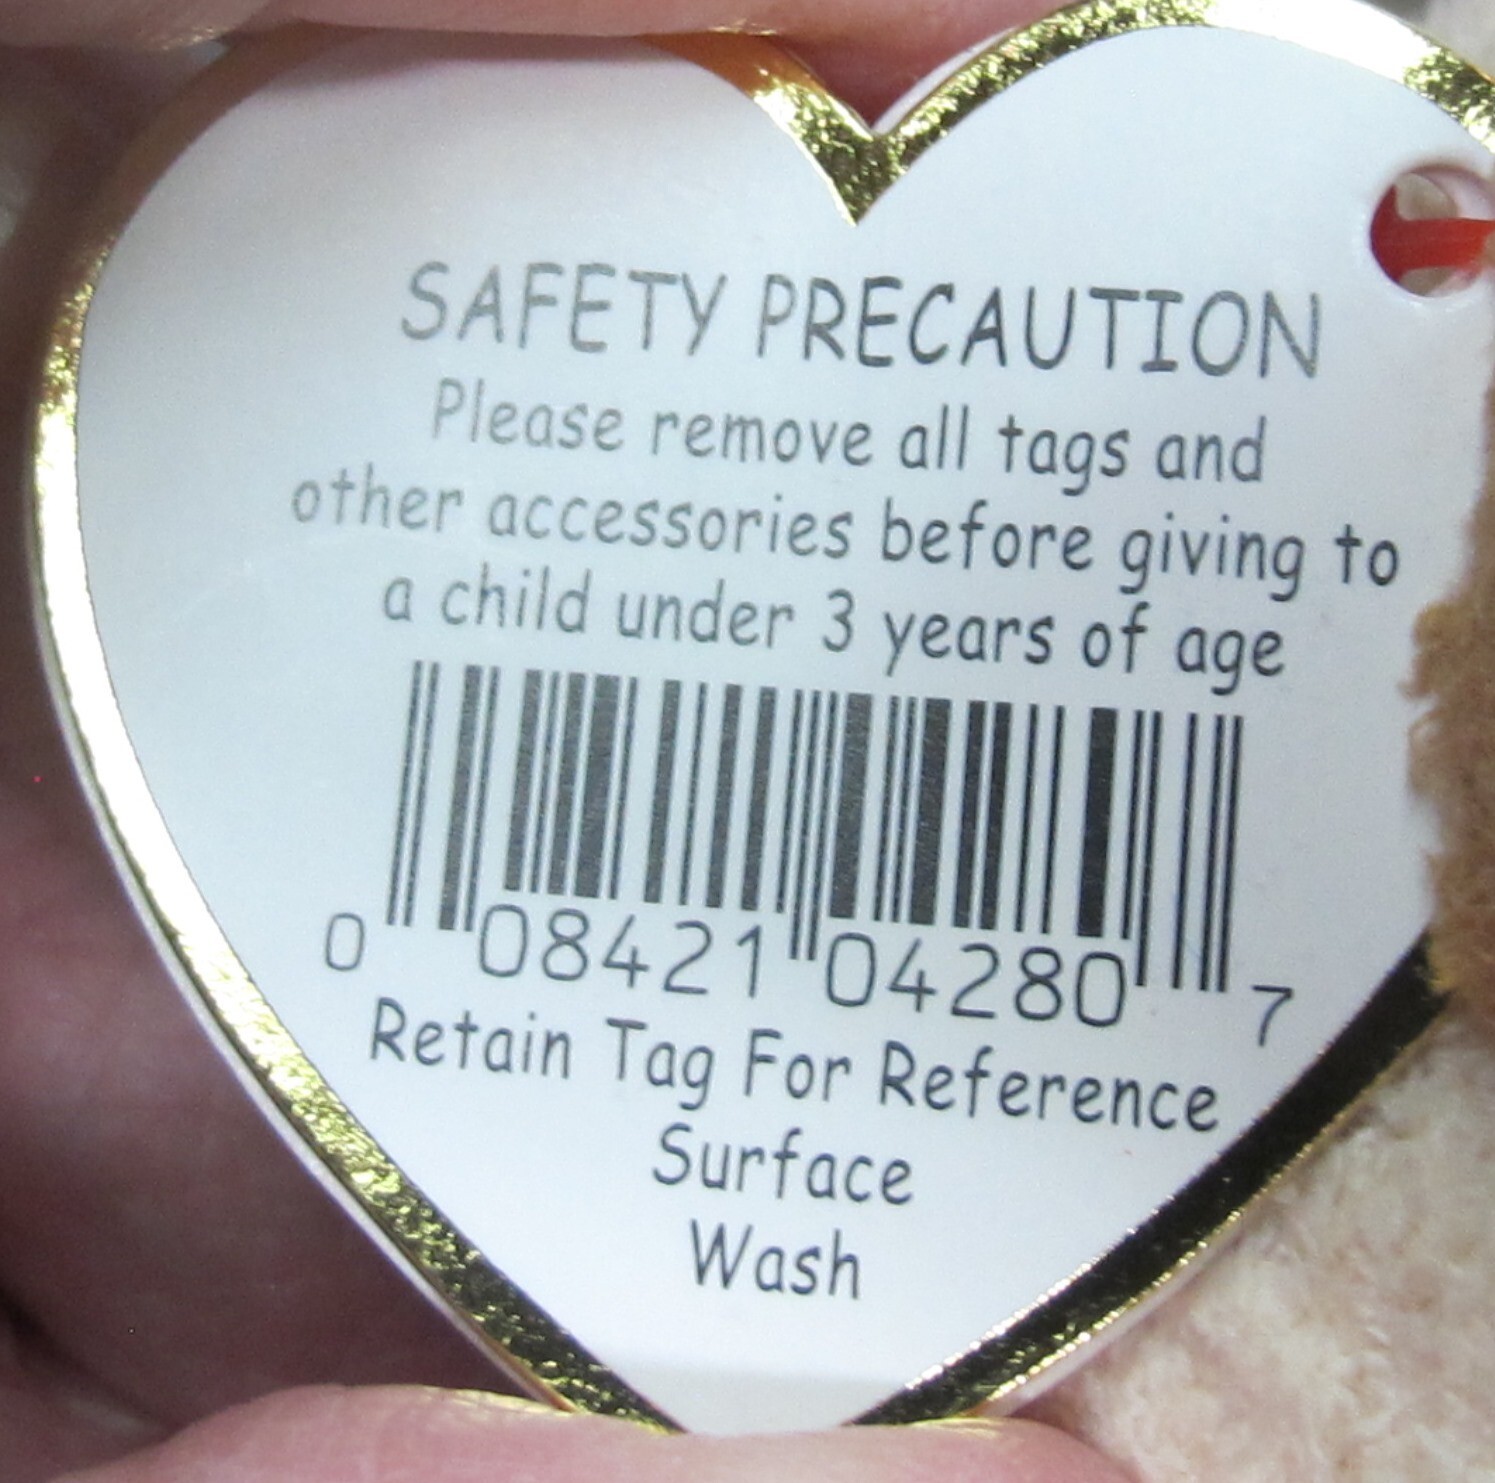 SAFETY PRECAUTION
Please remove all tags and
other accessories before giving to
a child under 3 years of age
0 08421 04280 7
Retain Tag For Reference
Surface
Wash